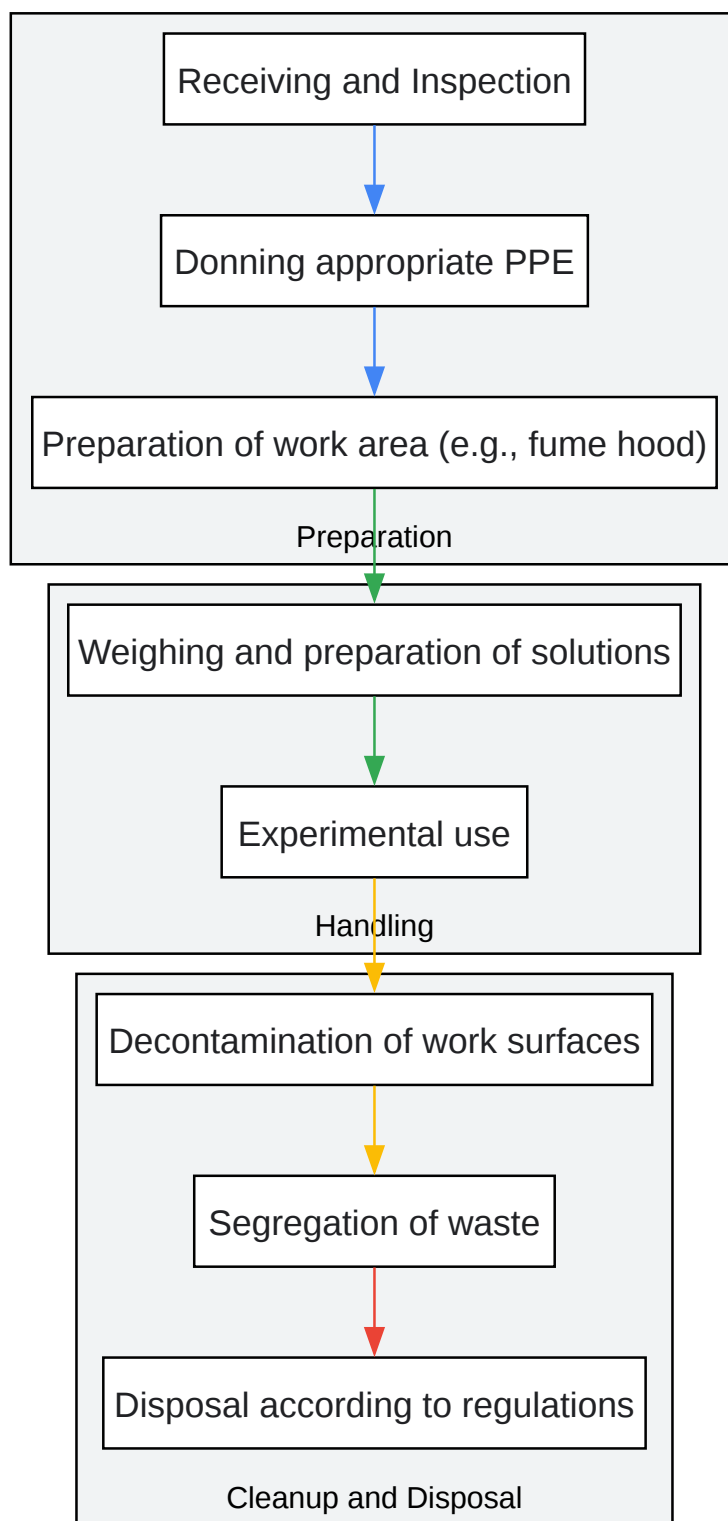 Receiving and Inspection
Donning appropriate PPE
Preparation of work area (e.g., fume hood)
Preparation
Weighing and preparation of solutions
Experimental use
Handling
Decontamination of work surfaces
Segregation of waste
Disposal according to regulations
Cleanup and Disposal